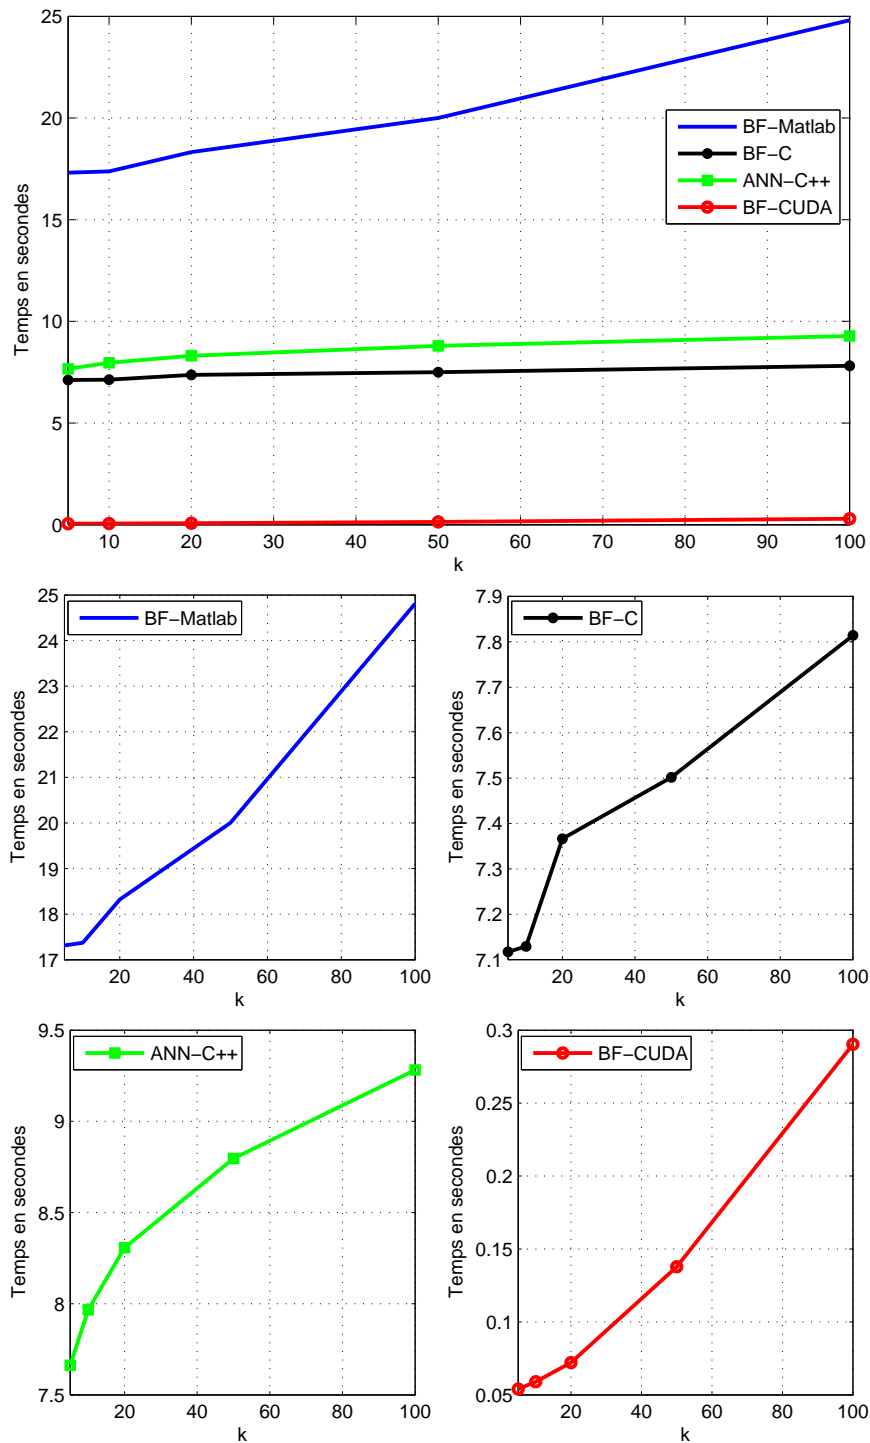 25
20
15
10
5
0
Temps en secondes
BF−Matlab
BF−C
ANN−C++
BF−CUDA
10 20 30 40 50 60 70 80 90 100
k
25
24
23
22
21
20
19
18
17
Temps en secondes
BF−Matlab
20 40 60 80 100
k
7.9
7.8
7.7
7.6
7.5
7.4
7.3
7.2
7.1
Temps en secondes
BF−C
20 40 60 80 100
k
9.5
9
8.5
8
7.5
Temps en secondes
ANN−C++
20 40 60 80 100
k
0.3
0.25
0.2
0.15
0.1
0.05
Temps en secondes
BF−CUDA
20 40 60 80 100
k